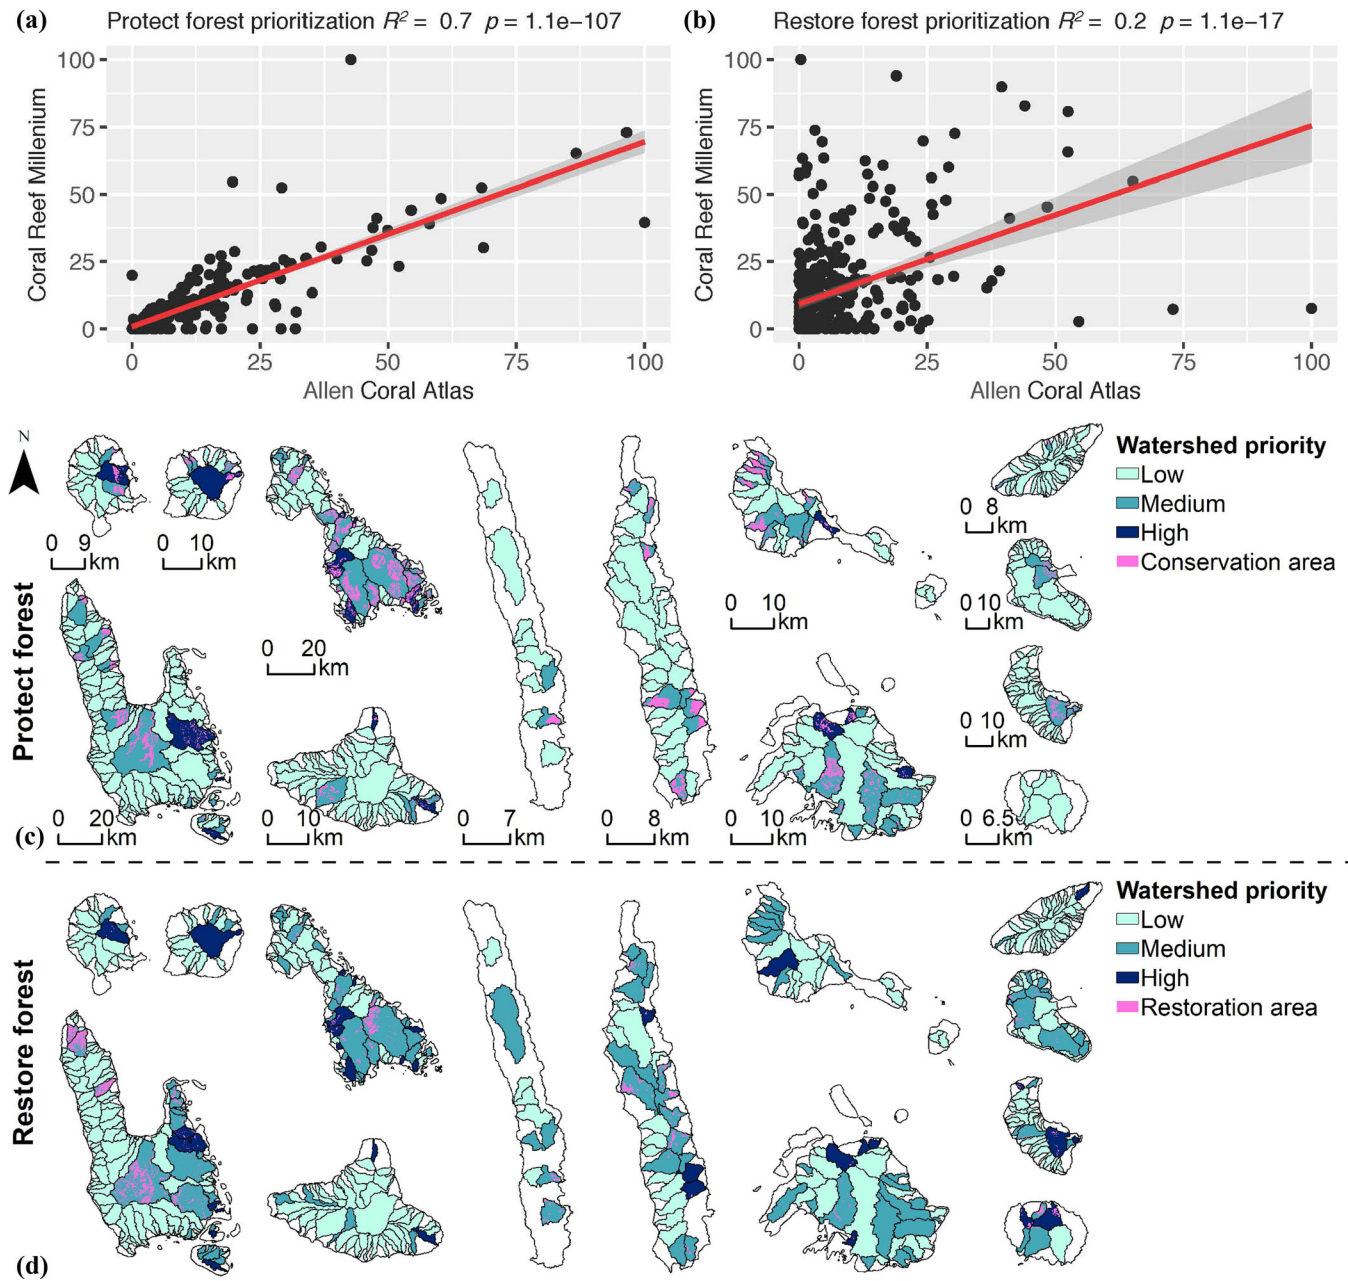 (a) Protect forest prioritization R² = 0.7 p = 1.1e−107
(b) Restore forest prioritization R² = 0.2 p = 1.1e−17
Coral Reef Millenium
100
75
50
25
0
0 25 50 75 100
Allen Coral Atlas
Coral Reef Millenium
100
75
50
25
0
0 25 50 75 100
Allen Coral Atlas
N
Protect forest
0 9
km
0 10
km
0 20
km
0 20
km
0 10
km
0 7
km
0 8
km
0 10
km
0 10
km
0 8
km
0 10
km
0 10
km
0 6.5
km
Watershed priority
Low
Medium
High
Conservation area
(c)
Restore forest
Watershed priority
Low
Medium
High
Restoration area
(d)